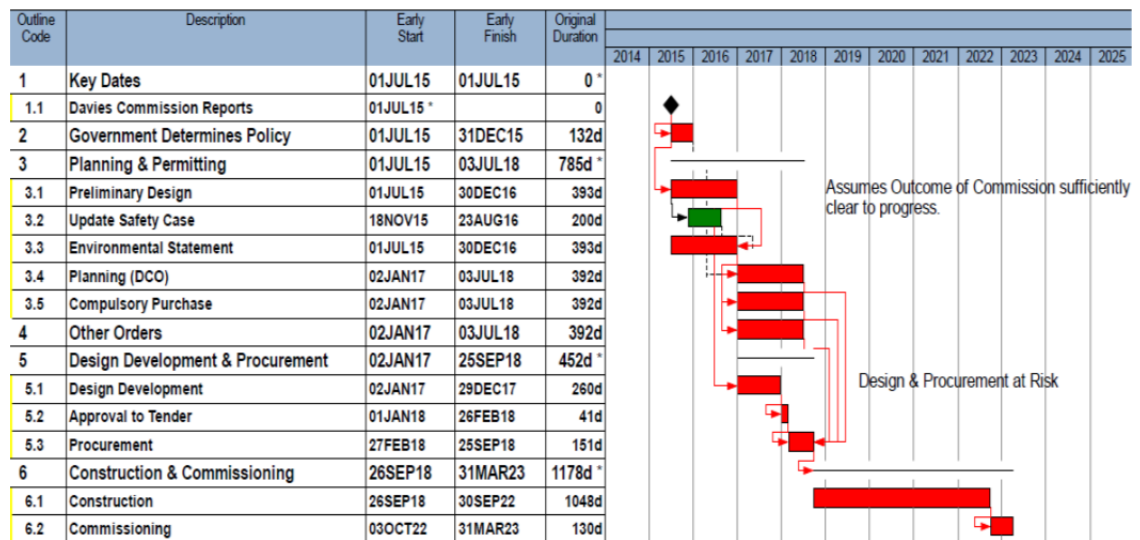 Outline Code Description Early Start Early Finish Original Duration
2014 2015 2016 2017 2018 2019 2020 2021 2022 2023 2024 2025
1 Key Dates 01JUL15 01JUL15 0 *
1.1 Davies Commission Reports 01JUL15 * 0
2 Government Determines Policy 01JUL15 31DEC15 132d
3 Planning & Permitting 01JUL15 03JUL18 785d *
3.1 Preliminary Design 01JUL15 30DEC16 393d
Assumes Outcome of Commission sufficiently
clear to progress.
3.2 Update Safety Case 18NOV15 23AUG16 200d
3.3 Environmental Statement 01JUL15 30DEC16 393d
3.4 Planning (DCO) 02JAN17 03JUL18 392d
3.5 Compulsory Purchase 02JAN17 03JUL18 392d
4 Other Orders 02JAN17 03JUL18 392d
5 Design Development & Procurement 02JAN17 25SEP18 452d *
5.1 Design Development 02JAN17 29DEC17 260d
Design & Procurement at Risk
5.2 Approval to Tender 01JAN18 26FEB18 41d
5.3 Procurement 27FEB18 25SEP18 151d
6 Construction & Commissioning 26SEP18 31MAR23 1178d *
6.1 Construction 26SEP18 30SEP22 1048d
6.2 Commissioning 03OCT22 31MAR23 130d